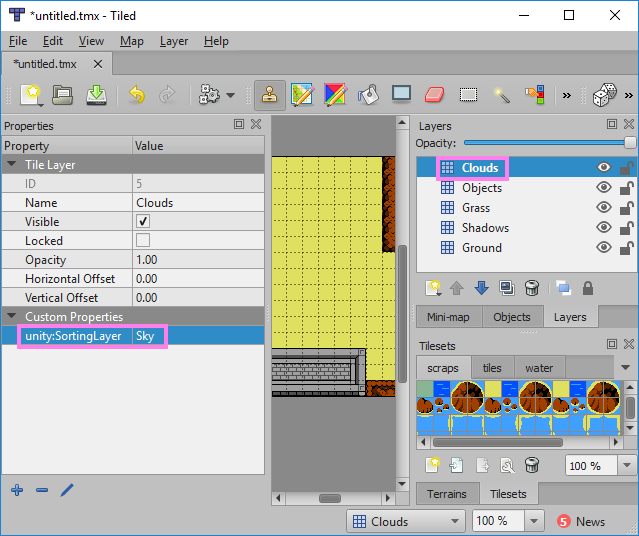 *untitled.tmx - Tiled
File Edit View Map Layer Help
*untitled.tmx
Properties
Property Value
Tile Layer
ID 5
Name Clouds
Visible
Locked
Opacity 1.00
Horizontal Offset 0.00
Vertical Offset 0.00
Custom Properties
unity:SortingLayer Sky
Layers
Opacity:
Clouds
Objects
Grass
Shadows
Ground
Mini-map Objects Layers
Tilesets
scraps tiles water
100 %
Terrains Tilesets
Clouds 100 % 5 News